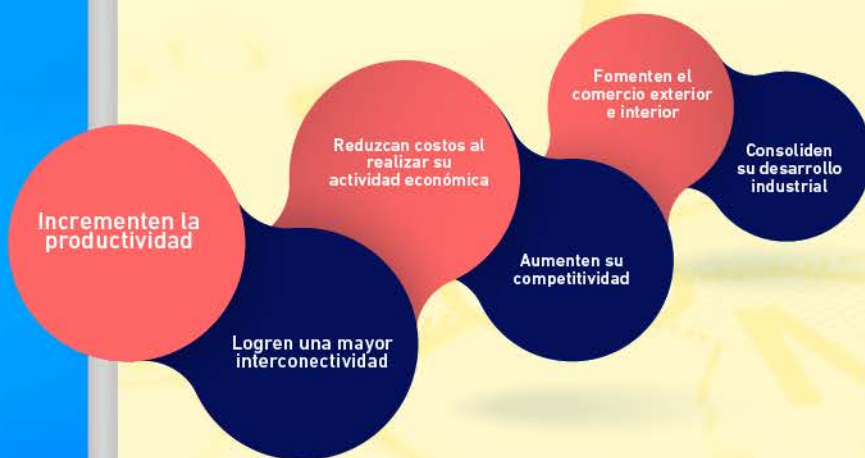 Incrementen la
productividad
Logren una mayor
interconectividad
Reduzcan costos al
realizar su
actividad económica
Aumenten su
competitividad
Fomenten el
comercio exterior
e interior
Consoliden
su desarrollo
industrial